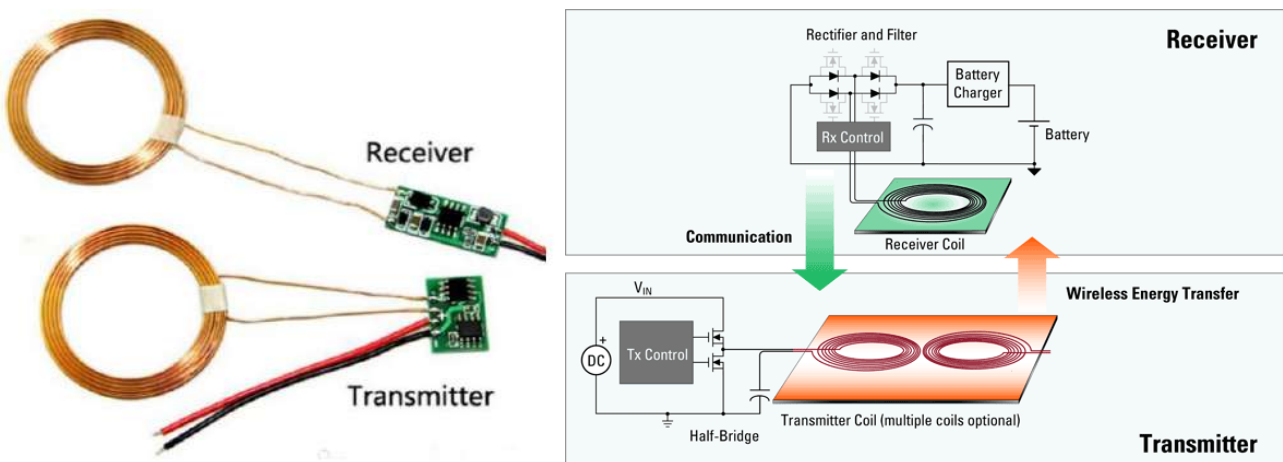 Receiver
Transmitter
Receiver
Rectifier and Filter
Battery
Charger
Rx Control
Battery
Communication
Receiver Coil
Wireless Energy Transfer
VIN
Tx Control
+
DC
Transmitter Coil (multiple coils optional)
Half-Bridge
Transmitter